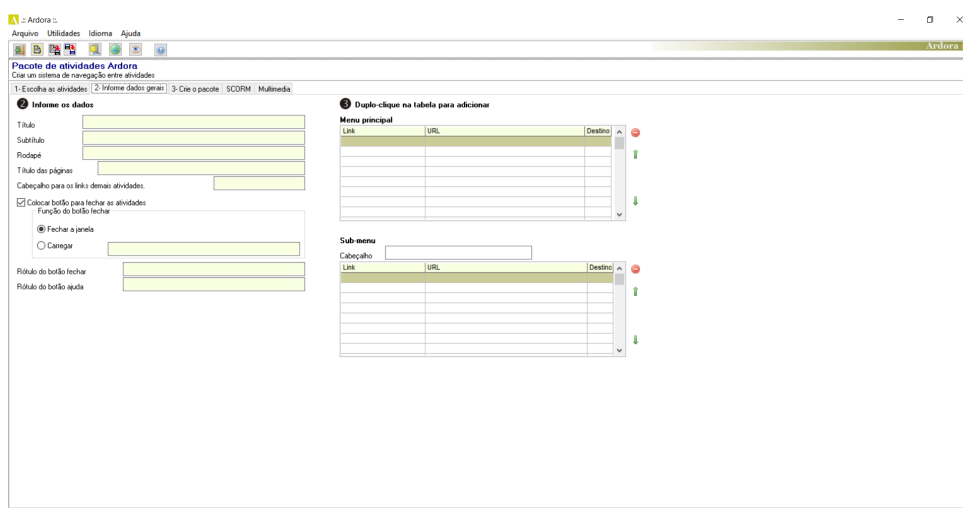 .:: Ardora ::.
Arquivo Utilidades Idioma Ajuda
Ardora
Pacote de atividades Ardora
Criar um sistema de navegação entre atividades
1- Escolha as atividades 2- Informe dados gerais 3- Crie o pacote SCORM Multimedia
2 Informe os dados
Título
Subtítulo
Rodapé
Título das páginas
Cabeçalho para os links demais atividades.
Colocar botão para fechar as atividades
Função do botão fechar
Fechar a janela
Carregar
Rótulo do botão fechar
Rótulo do botão ajuda
3 Duplo-clique na tabela para adicionar
Menu principal
Link URL Destino
Sub-menu
Cabeçalho
Link URL Destino